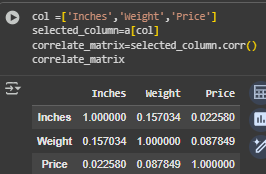 col =['Inches','Weight','Price']
selected_column=a[col]
correlate_matrix=selected_column.corr()
correlate_matrix
Inches Weight Price
Inches 1.000000 0.157034 0.022580
Weight 0.157034 1.000000 0.087849
Price 0.022580 0.087849 1.000000